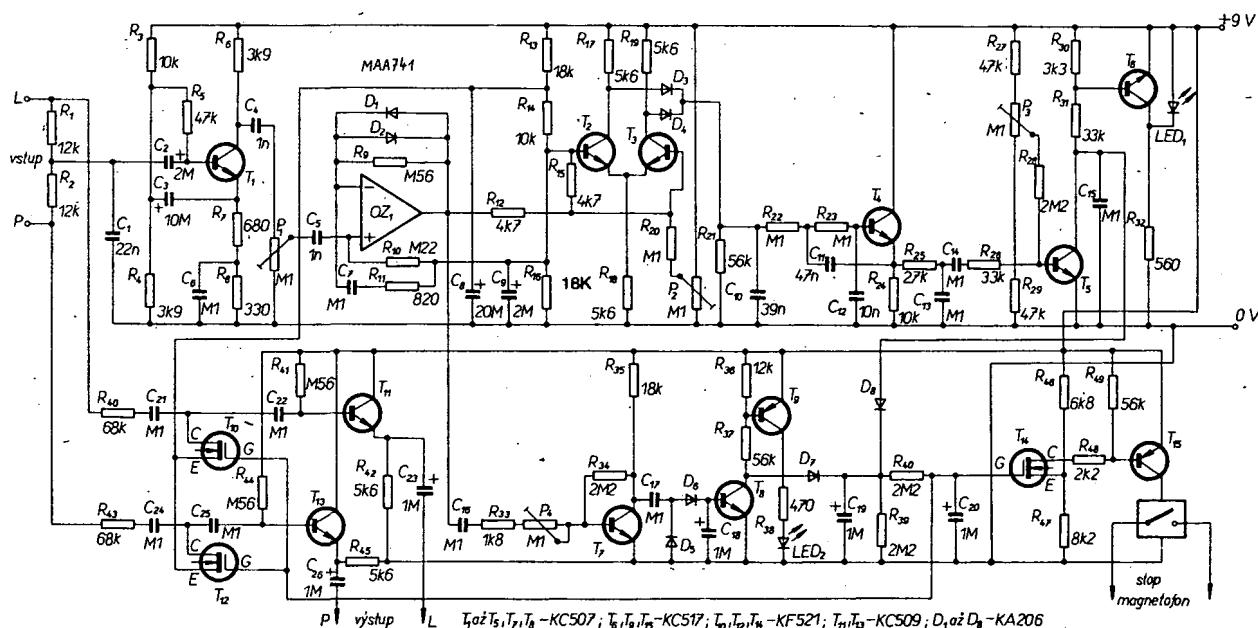 +9 V
R3
10k
R6
3k9
MAA741
R13
18k
R17
5k6
R19
5k6
R27
47k
R30
3k3
T6
LED1
L
R1
12k
vstup
R2
12k
P
R5
47k
C4
1n
C2
2M
C3
10M
T1
C1
22n
R7
680
P1
M1
C5
1n
R4
3k9
C6
M1
R8
330
D1
D2
R9
M56
OZ1
R10
M22
C7
M1
R11
820
R12
4k7
R14
10k
R15
4k7
C8
20M
C9
2M
R16
18K
T2
T3
D3
D4
R18
5k6
R20
M1
P2
M1
R21
56k
C10
39n
R22
M1
R23
M1
C11
47n
C12
10n
T4
R24
10k
R25
27k
C13
M1
C14
M1
R26
33k
P3
M1
R28
2M2
R29
47k
R31
33k
C15
M1
T5
R32
560
0 V
R40
68k
C21
M1
T10
C
E
G
R41
M56
C22
M1
T11
R44
M56
R42
5k6
C23
1M
R43
68k
C24
M1
C25
M1
T13
C
E
G
T12
R45
5k6
C26
1M
P
výstup
L
C16
M1
R33
1k8
P4
M1
R34
2M2
R35
18k
T7
C17
M1
D5
D6
C18
1M
T8
R36
12k
R37
56k
T9
470
R38
LED2
D7
D8
C19
1M
R40
2M2
R39
2M2
C20
1M
T14
G
C
E
R46
6k8
R49
56k
R48
2k2
T15
R47
8k2
stop
magnetofon
T1 až T5, T7, T8 – KC507; T6, T9, T15 – KC517; T10, T12, T14 – KF521; T11, T13 – KC509; D1 až D8 – KA206